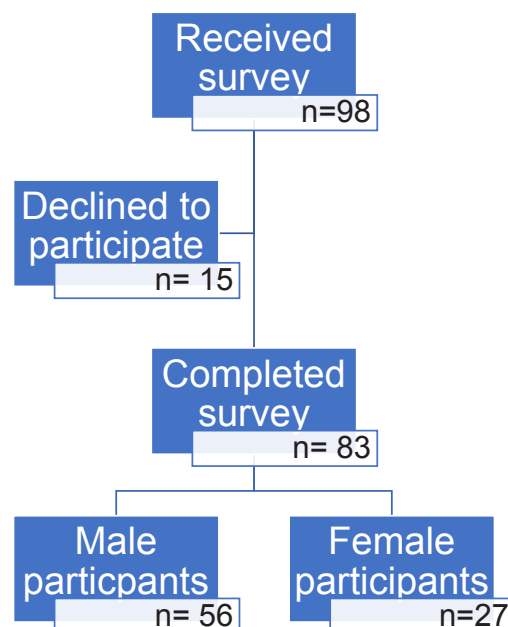 Received
survey
n=98
Declined to
participate
n= 15
Completed
survey
n= 83
Male
particpants
n= 56
Female
participants
n=27